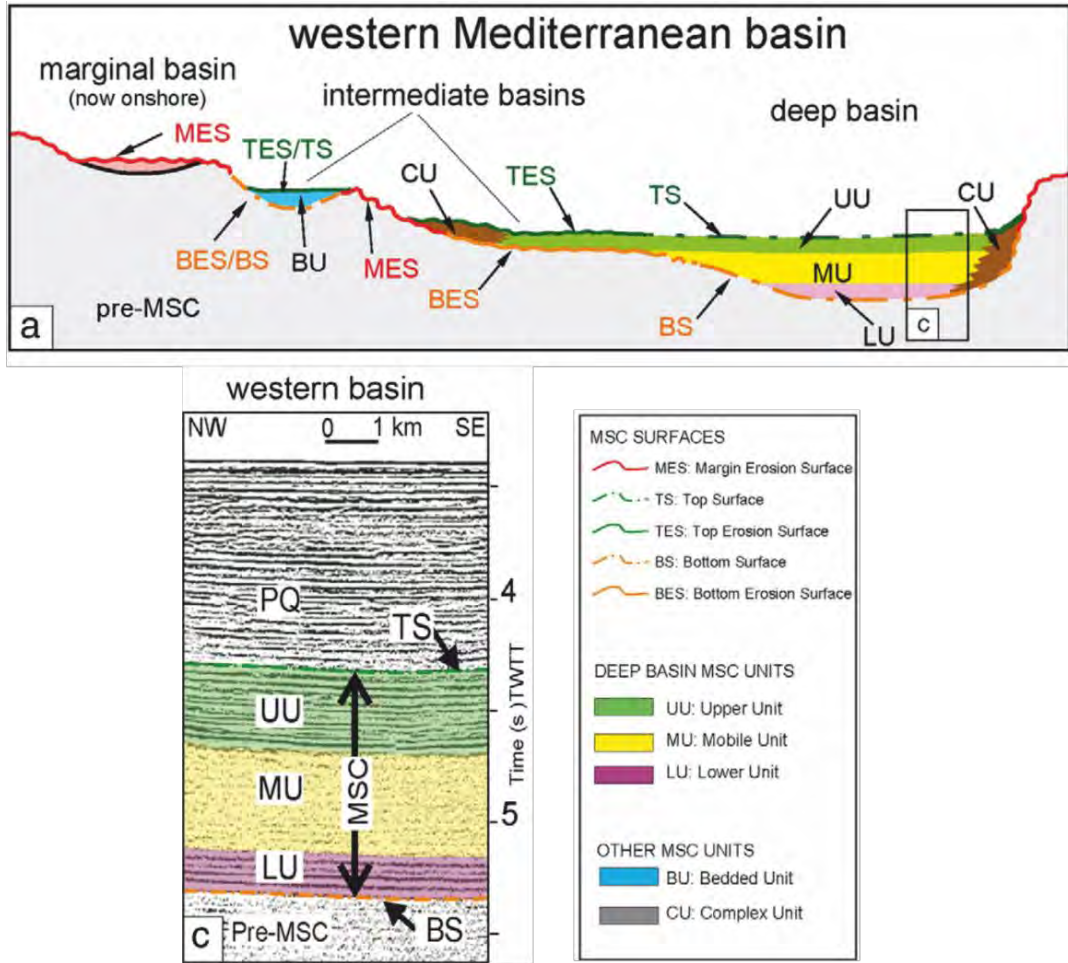 western Mediterranean basin
marginal basin
(now onshore)
intermediate basins
deep basin
MES
TES/TS
CU
TES
TS
UU
CU
BES/BS
BU
MES
BES
BS
MU
LU
c
pre-MSC
a
western basin
NW
0 1 km
SE
PQ
4
TS
UU
Time (s )TWTT
MSC
MU
5
LU
c
Pre-MSC
BS
MSC SURFACES
MES: Margin Erosion Surface
TS: Top Surface
TES: Top Erosion Surface
BS: Bottom Surface
BES: Bottom Erosion Surface
DEEP BASIN MSC UNITS
UU: Upper Unit
MU: Mobile Unit
LU: Lower Unit
OTHER MSC UNITS
BU: Bedded Unit
CU: Complex Unit